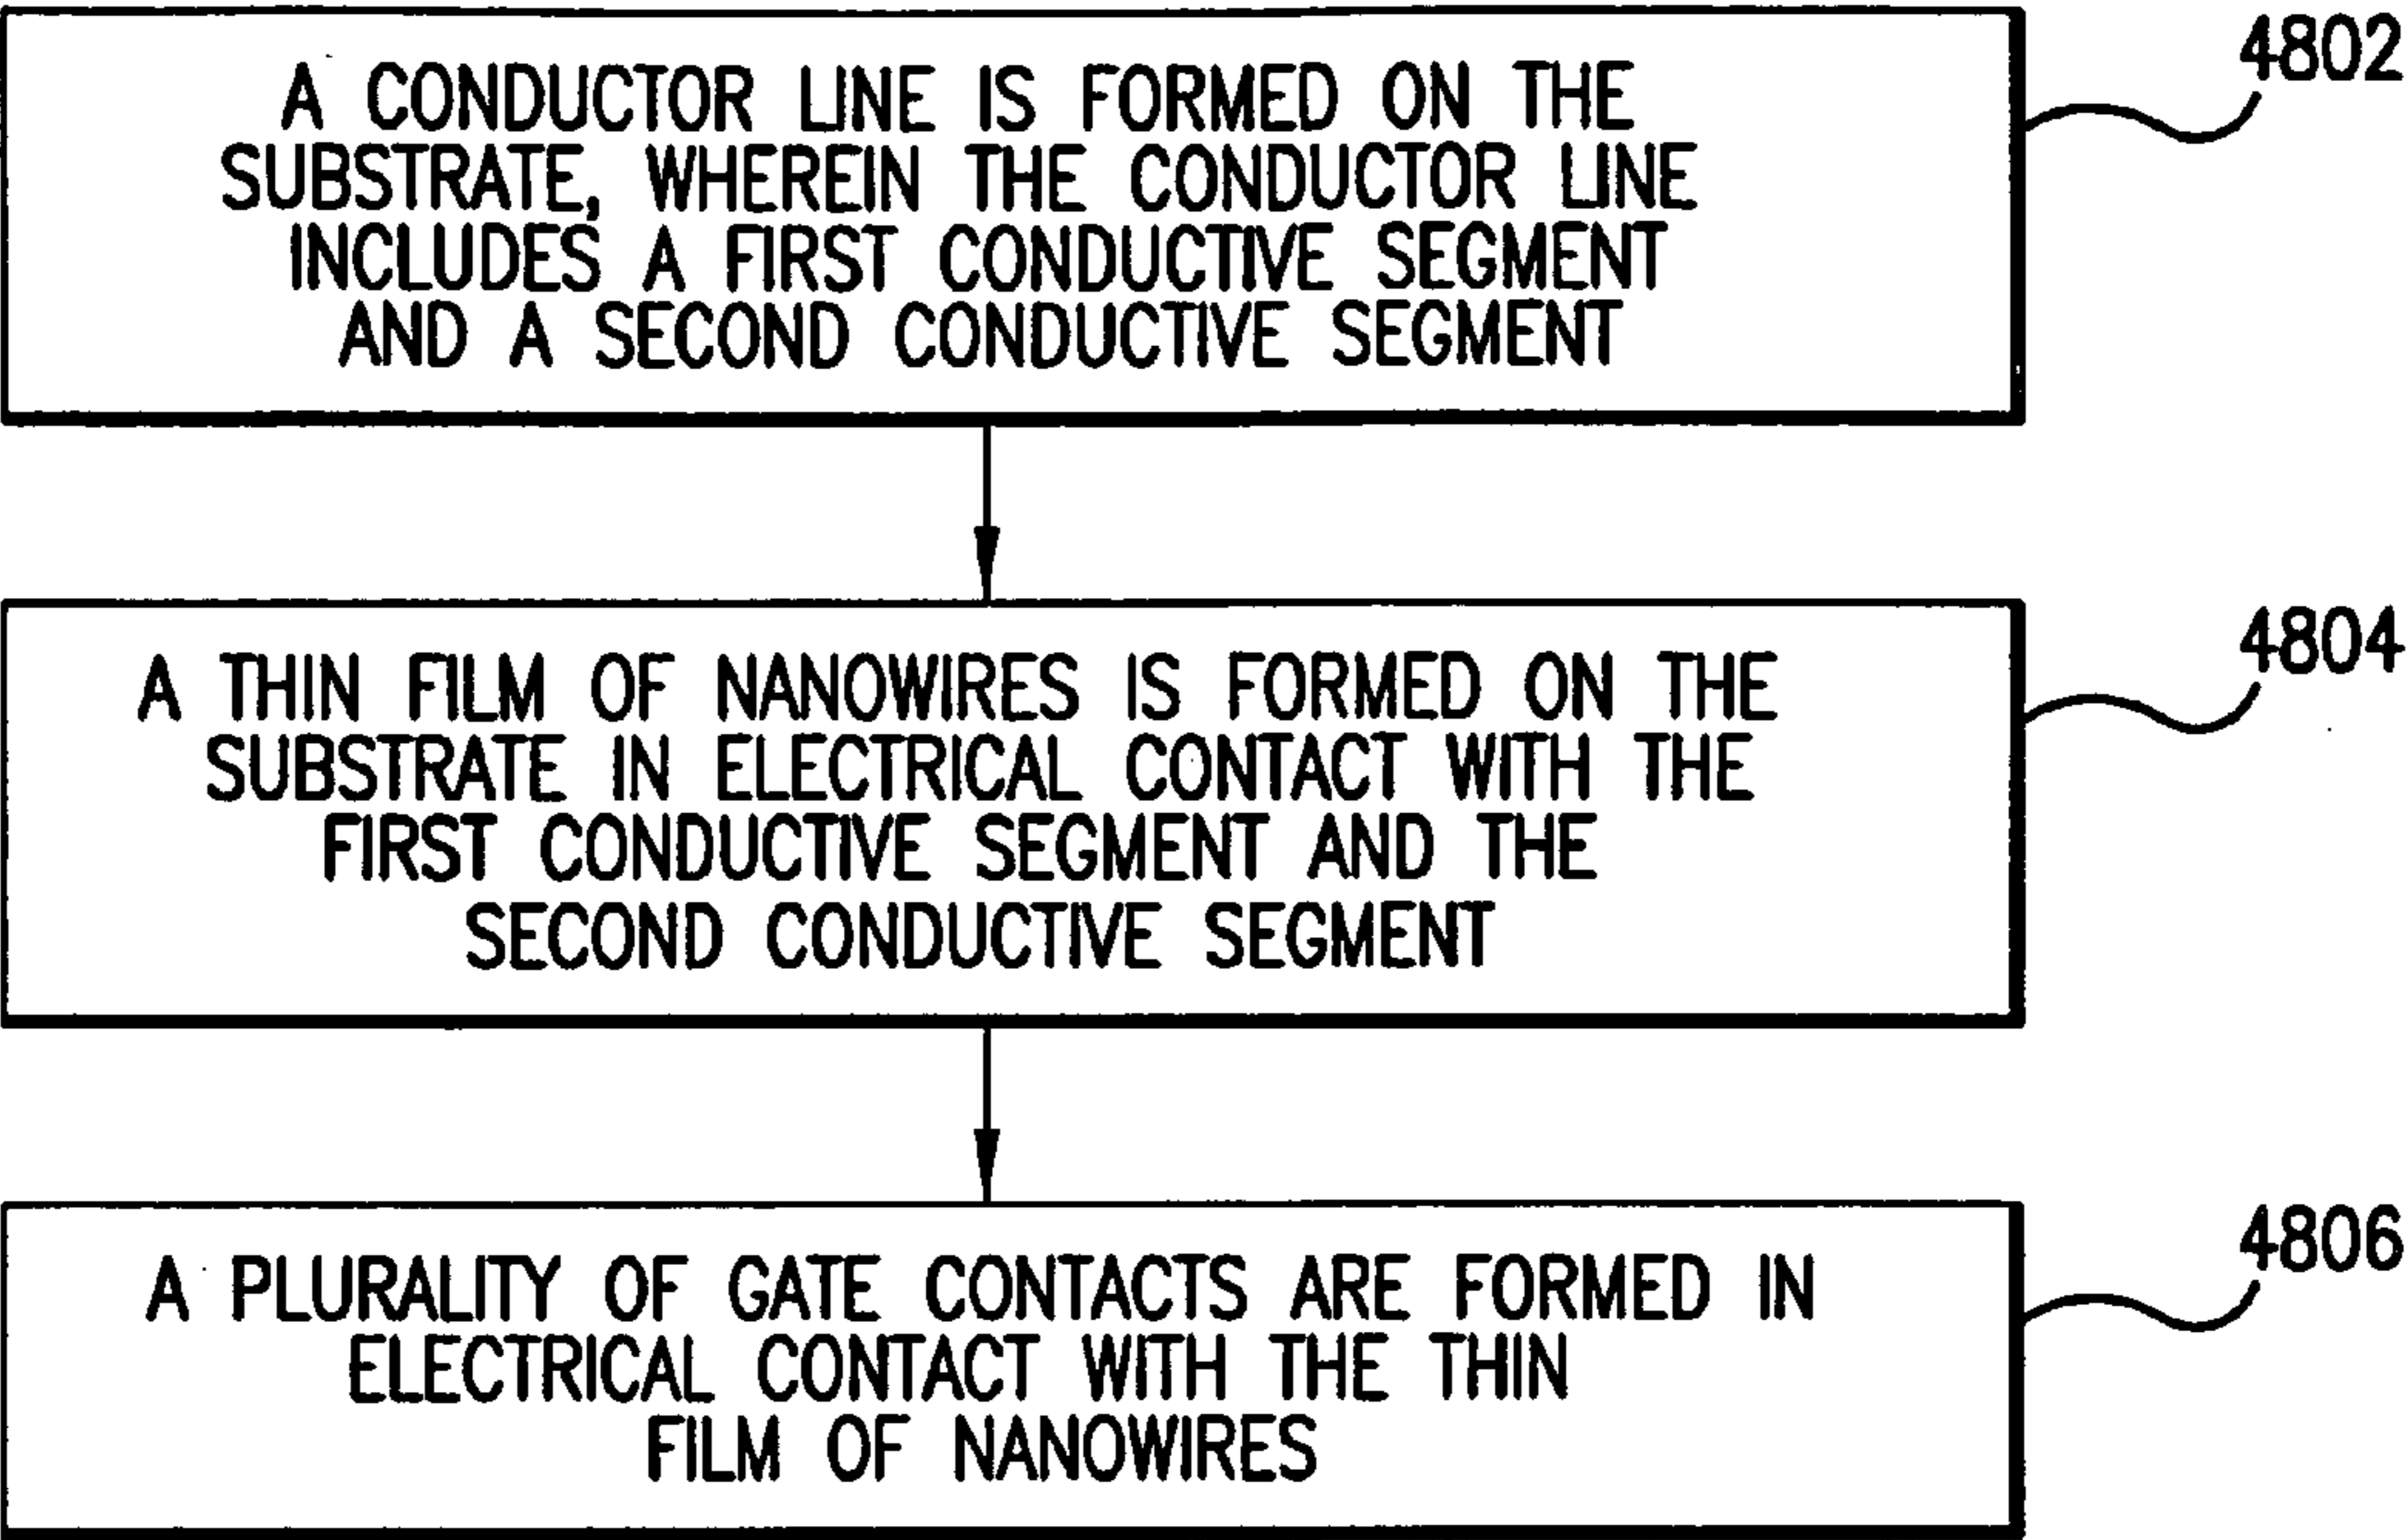 4802
A CONDUCTOR LINE IS FORMED ON THE
SUBSTRATE, WHEREIN THE CONDUCTOR LINE
INCLUDES A FIRST CONDUCTIVE SEGMENT
AND A SECOND CONDUCTIVE SEGMENT
4804
A THIN FILM OF NANOWIRES IS FORMED ON THE
SUBSTRATE IN ELECTRICAL CONTACT WITH THE
FIRST CONDUCTIVE SEGMENT AND THE
SECOND CONDUCTIVE SEGMENT
4806
A PLURALITY OF GATE CONTACTS ARE FORMED IN
ELECTRICAL CONTACT WITH THE THIN
FILM OF NANOWIRES